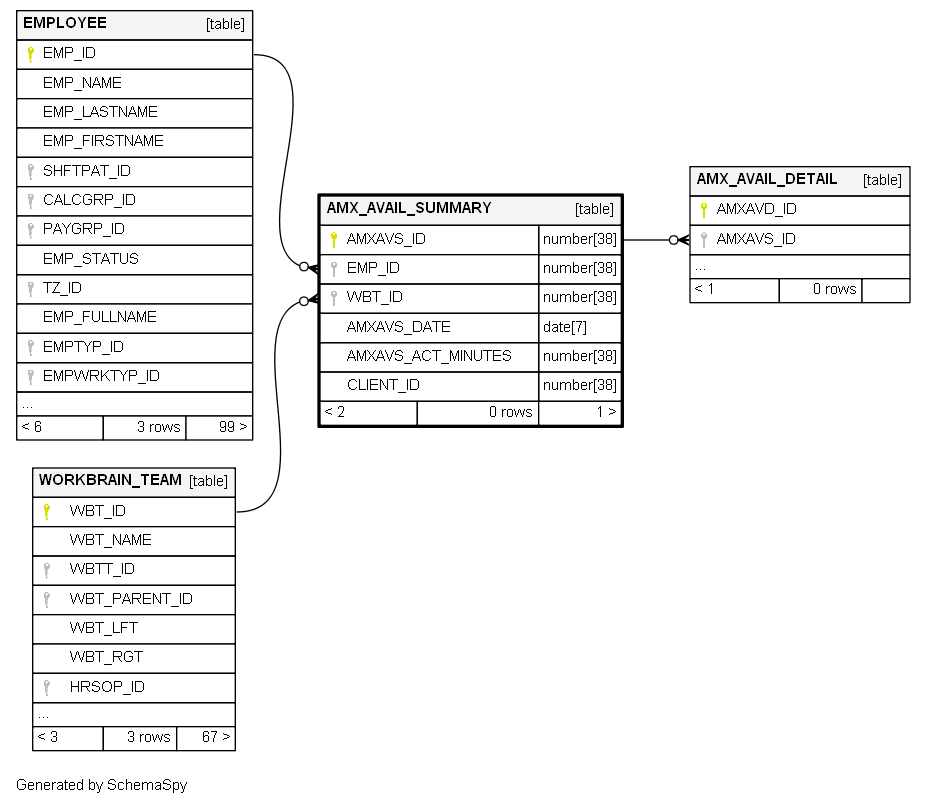 EMPLOYEE [table]
EMP_ID
EMP_NAME
EMP_LASTNAME
EMP_FIRSTNAME
SHFTPAT_ID
CALCGRP_ID
PAYGRP_ID
EMP_STATUS
TZ_ID
EMP_FULLNAME
EMPTYP_ID
EMPWRKTYP_ID
...
< 6 3 rows 99 >
WORKBRAIN_TEAM [table]
WBT_ID
WBT_NAME
WBTT_ID
WBT_PARENT_ID
WBT_LFT
WBT_RGT
HRSOP_ID
...
< 3 3 rows 67 >
AMX_AVAIL_SUMMARY [table]
AMXAVS_ID number[38]
EMP_ID number[38]
WBT_ID number[38]
AMXAVS_DATE date[7]
AMXAVS_ACT_MINUTES number[38]
CLIENT_ID number[38]
< 2 0 rows 1 >
AMX_AVAIL_DETAIL [table]
AMXAVD_ID
AMXAVS_ID
...
< 1 0 rows
Generated by SchemaSpy